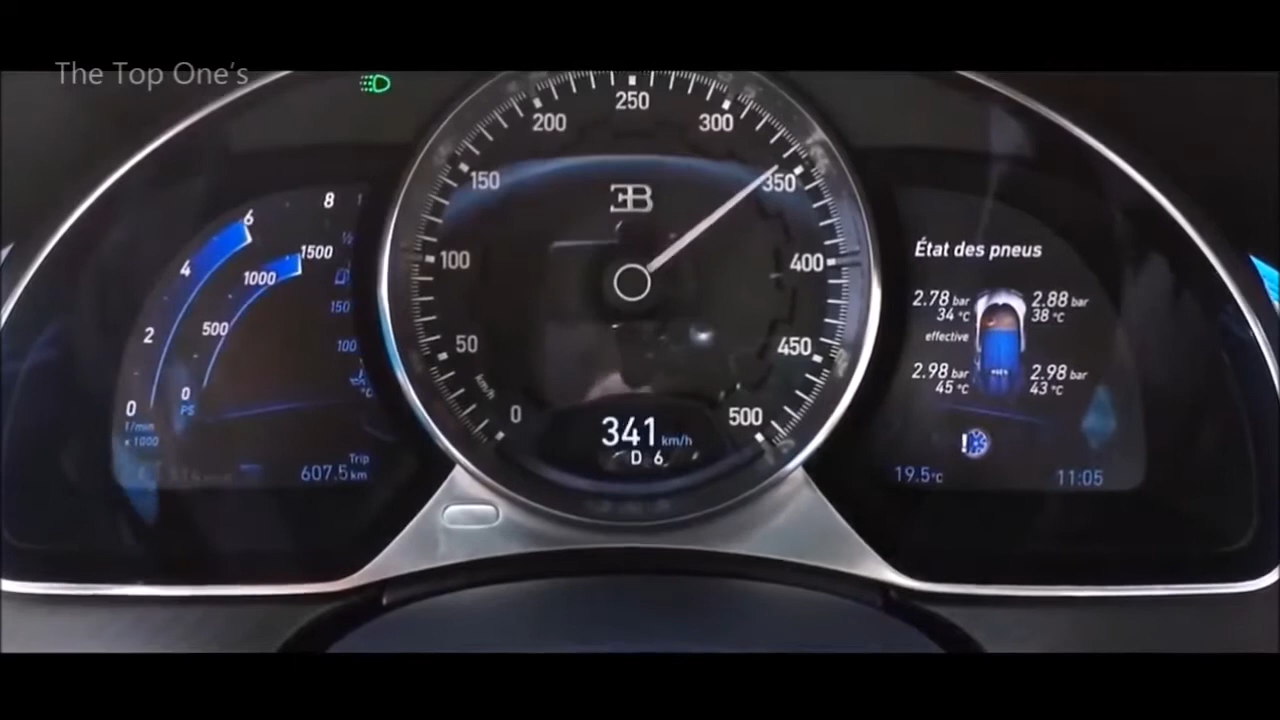 The Top One's
250
200
300
150
350
100
400
50
450
0
500
km/h
341 km/h
D 6
8
6
4
2
0
1/min
x 1000
1500
1000
500
0
PS
150
100
°C
Trip
607.5 km
État des pneus
2.78 bar
34 °C
2.88 bar
38 °C
effective
2.98 bar
45 °C
2.98 bar
43 °C
!
19.5 °C
11:05